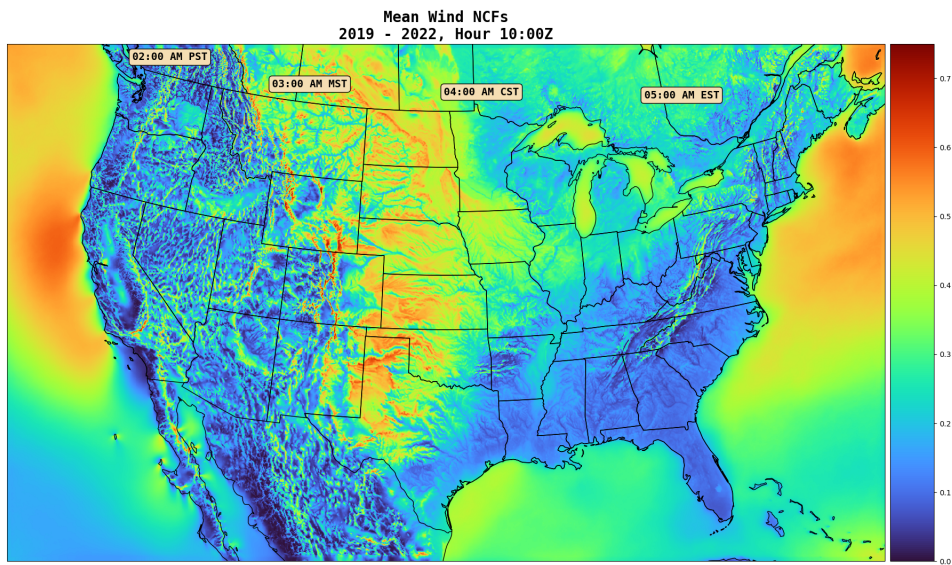 Mean Wind NCFs
2019 - 2022, Hour 10:00Z
02:00 AM PST
03:00 AM MST
04:00 AM CST
05:00 AM EST
0.7
0.6
0.5
0.4
0.3
0.2
0.1
0.0